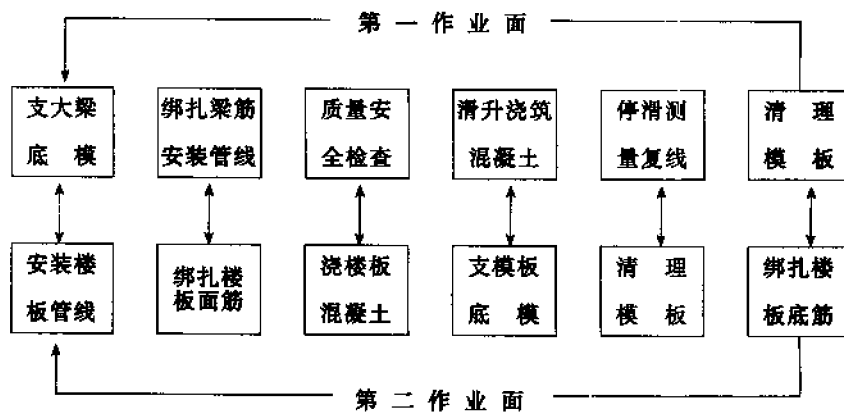 第一作业面
支大梁
底模
绑扎梁筋
安装管线
质量安
全检查
滑升浇筑
混凝土
停滑测
量复线
清理
模板
安装楼
板管线
绑扎楼
板面筋
浇楼板
混凝土
支模板
底模
清理
模板
绑扎楼
板底筋
第二作业面